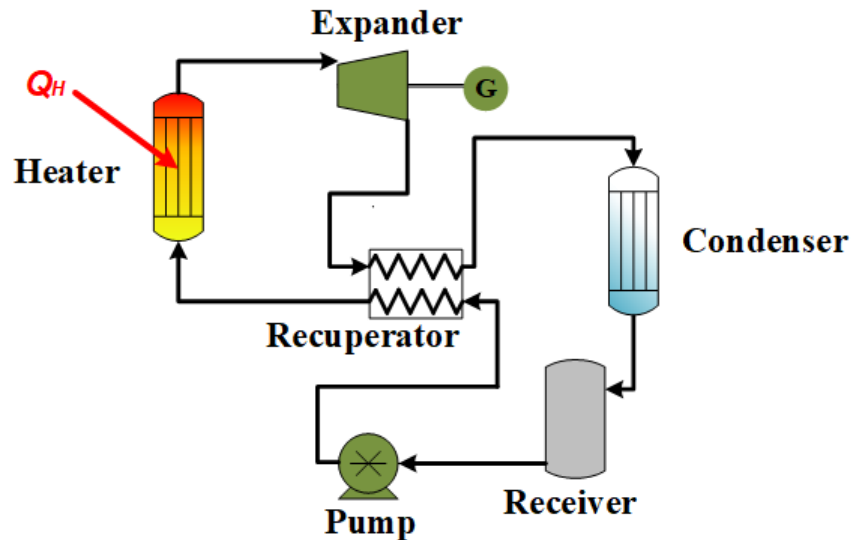 Expander
QH
G
Heater
Condenser
Recuperator
Receiver
Pump